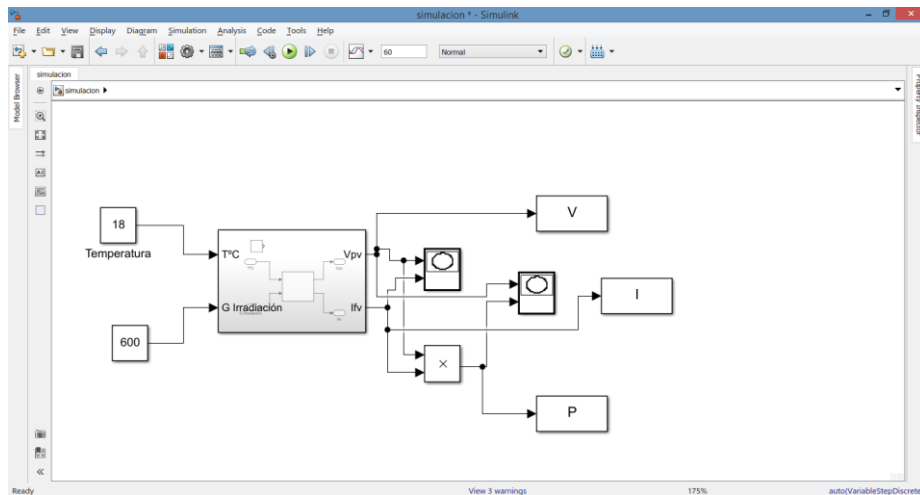 simulacion * - Simulink
File Edit View Display Diagram Simulation Analysis Code Tools Help
60 Normal
simulacion
simulacion
Model Browser
Property Inspector
18
Temperatura
600
TºC
G Irradiación
Vpv
Ifv
V
I
×
P
Ready View 3 warnings 175% auto(VariableStepDiscrete